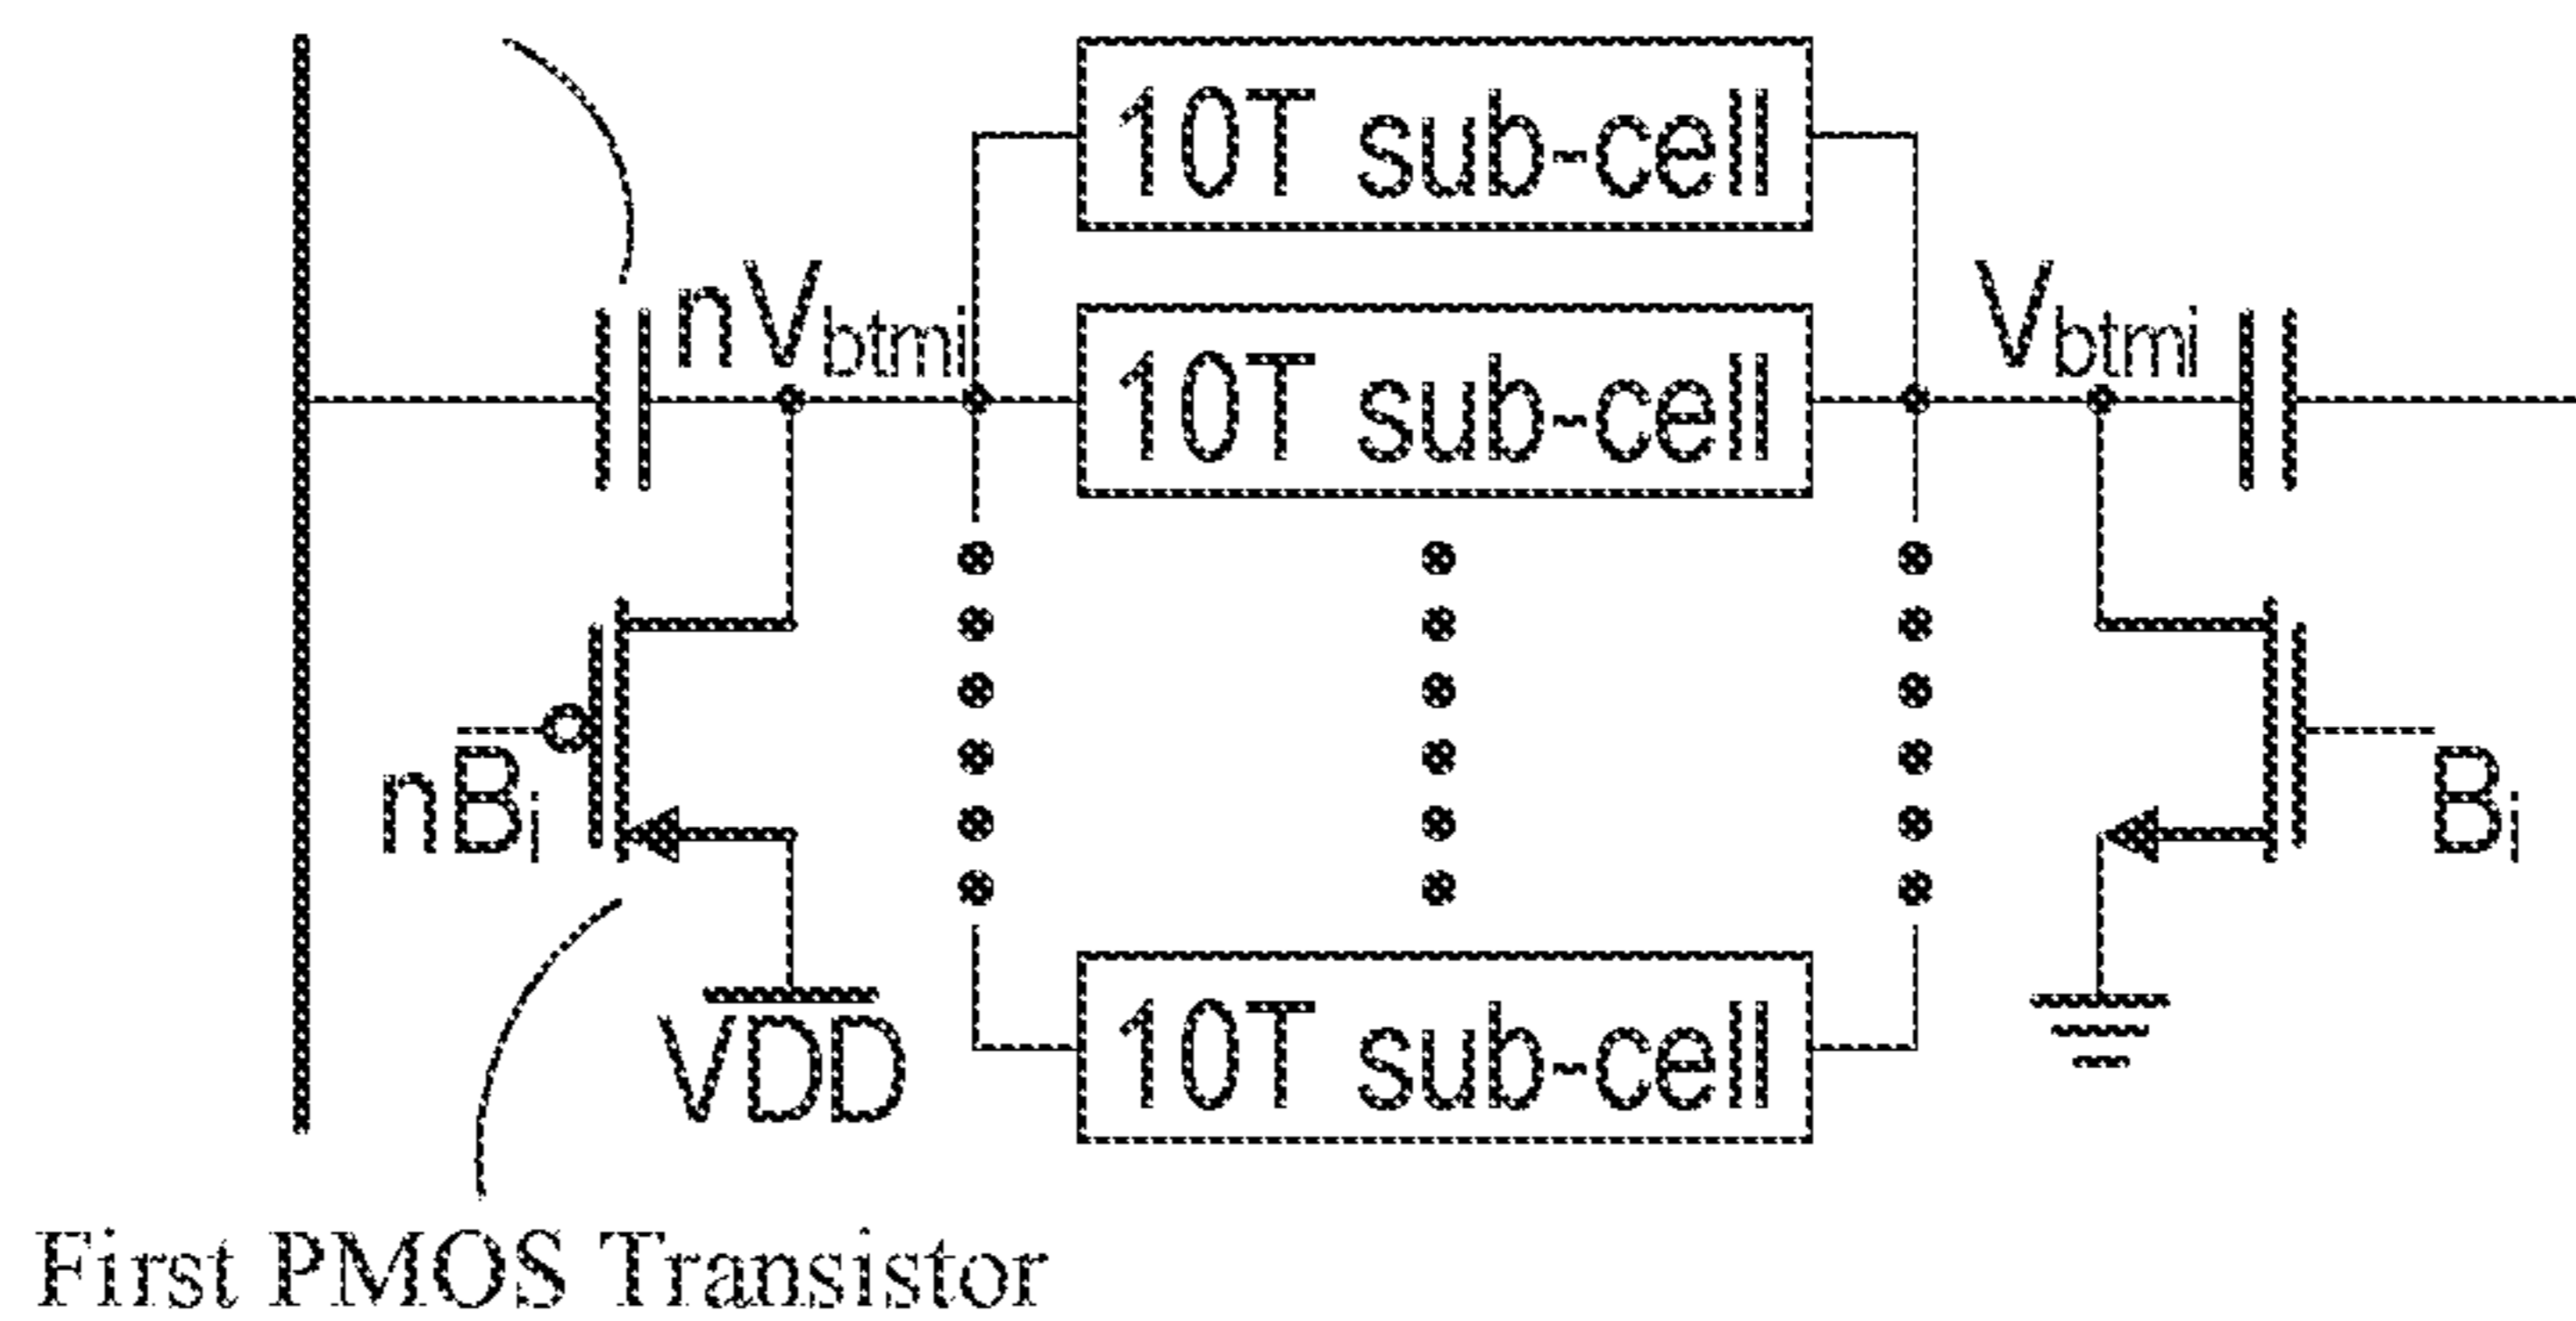 10T sub-cell
nVbtmi
10T sub-cell
Vbtmi
nBi
Bi
VDD
10T sub-cell
First PMOS Transistor